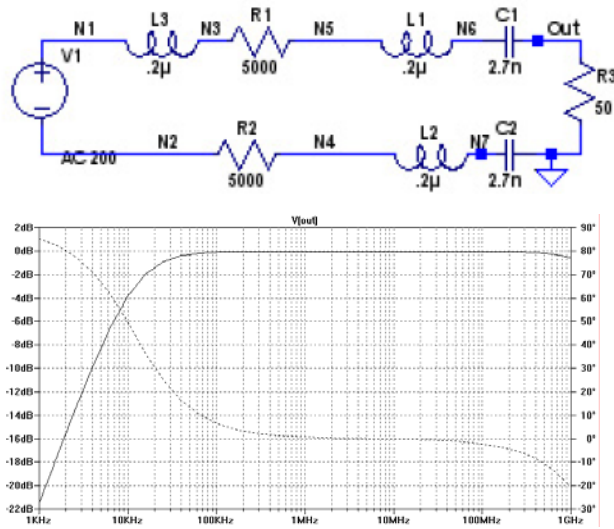 N1 L3 N3 R1 N5 L1 N6 C1 Out
V1 .2µ 5000 .2µ 2.7n R3
50
N2 R2 N4 L2 N7 C2
AC 200 5000 .2µ 2.7n
V[out]
2dB 90°
0dB 80°
-2dB 70°
-4dB 60°
-6dB 50°
-8dB 40°
-10dB 30°
-12dB 20°
-14dB 10°
-16dB 0°
-18dB -10°
-20dB -20°
-22dB -30°
1KHz 10KHz 100KHz 1MHz 10MHz 100MHz 1GHz